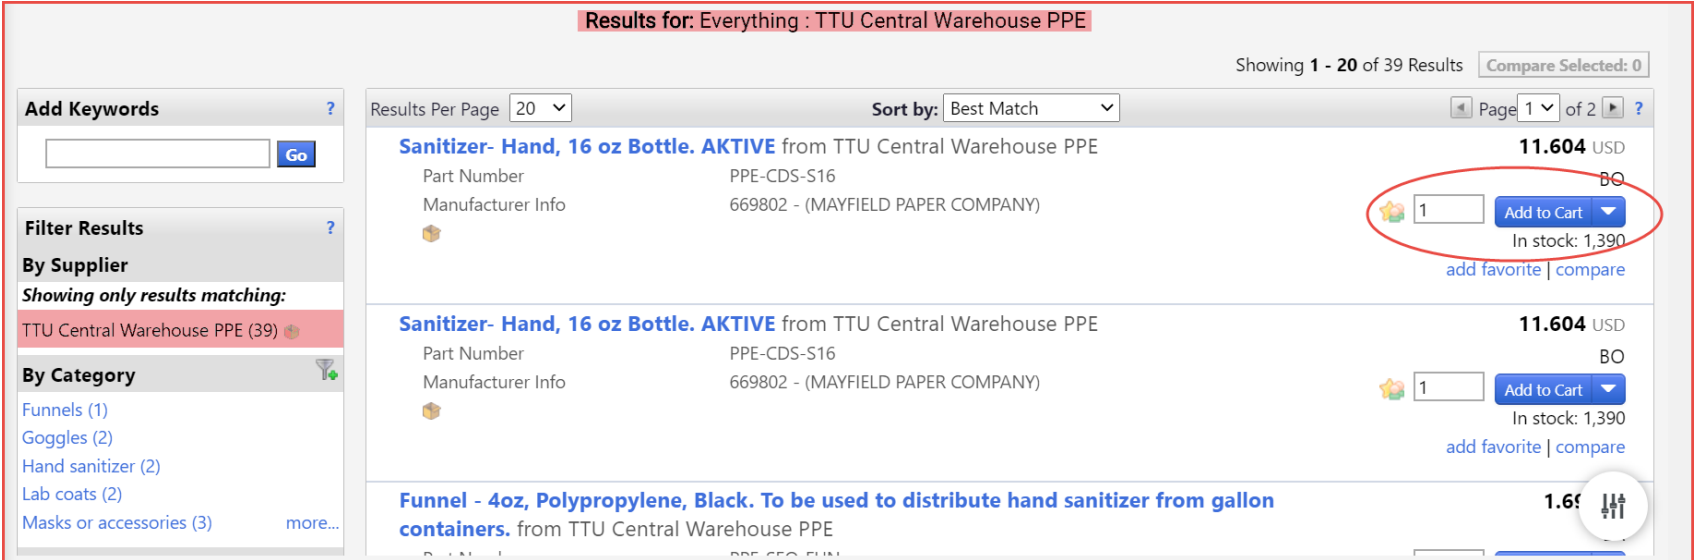 Results for: Everything : TTU Central Warehouse PPE
Showing 1 - 20 of 39 Results Compare Selected: 0
Add Keywords ?
Go
Filter Results ?
By Supplier
Showing only results matching:
TTU Central Warehouse PPE (39)
By Category
Funnels (1)
Goggles (2)
Hand sanitizer (2)
Lab coats (2)
Masks or accessories (3) more...
Results Per Page 20 Sort by: Best Match Page 1 of 2 ?
Sanitizer- Hand, 16 oz Bottle. AKTIVE from TTU Central Warehouse PPE 11.604 USD
Part Number PPE-CDS-S16 BO
Manufacturer Info 669802 - (MAYFIELD PAPER COMPANY) 1 Add to Cart
In stock: 1,390
add favorite | compare
Sanitizer- Hand, 16 oz Bottle. AKTIVE from TTU Central Warehouse PPE 11.604 USD
Part Number PPE-CDS-S16 BO
Manufacturer Info 669802 - (MAYFIELD PAPER COMPANY) 1 Add to Cart
In stock: 1,390
add favorite | compare
Funnel - 4oz, Polypropylene, Black. To be used to distribute hand sanitizer from gallon
containers. from TTU Central Warehouse PPE